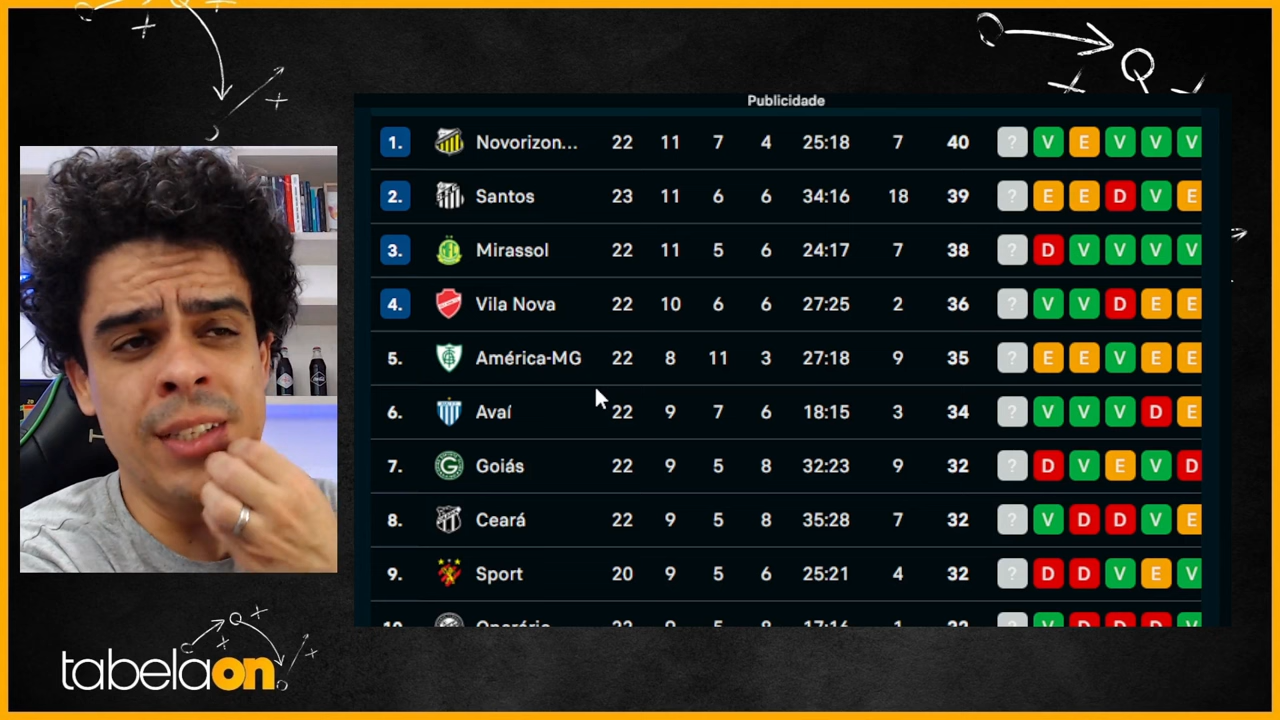 Publicidade
1. Novorizon... 22 11 7 4 25:18 7 40 ? V E V V V
2. Santos 23 11 6 6 34:16 18 39 ? E E D V E
3. Mirassol 22 11 5 6 24:17 7 38 ? D V V V V
4. Vila Nova 22 10 6 6 27:25 2 36 ? V V D E E
5. América-MG 22 8 11 3 27:18 9 35 ? E E V E E
6. Avaí 22 9 7 6 18:15 3 34 ? V V V D E
7. Goiás 22 9 5 8 32:23 9 32 ? D V E V D
8. Ceará 22 9 5 8 35:28 7 32 ? V D D V E
9. Sport 20 9 5 6 25:21 4 32 ? D D V E V
tabelaon